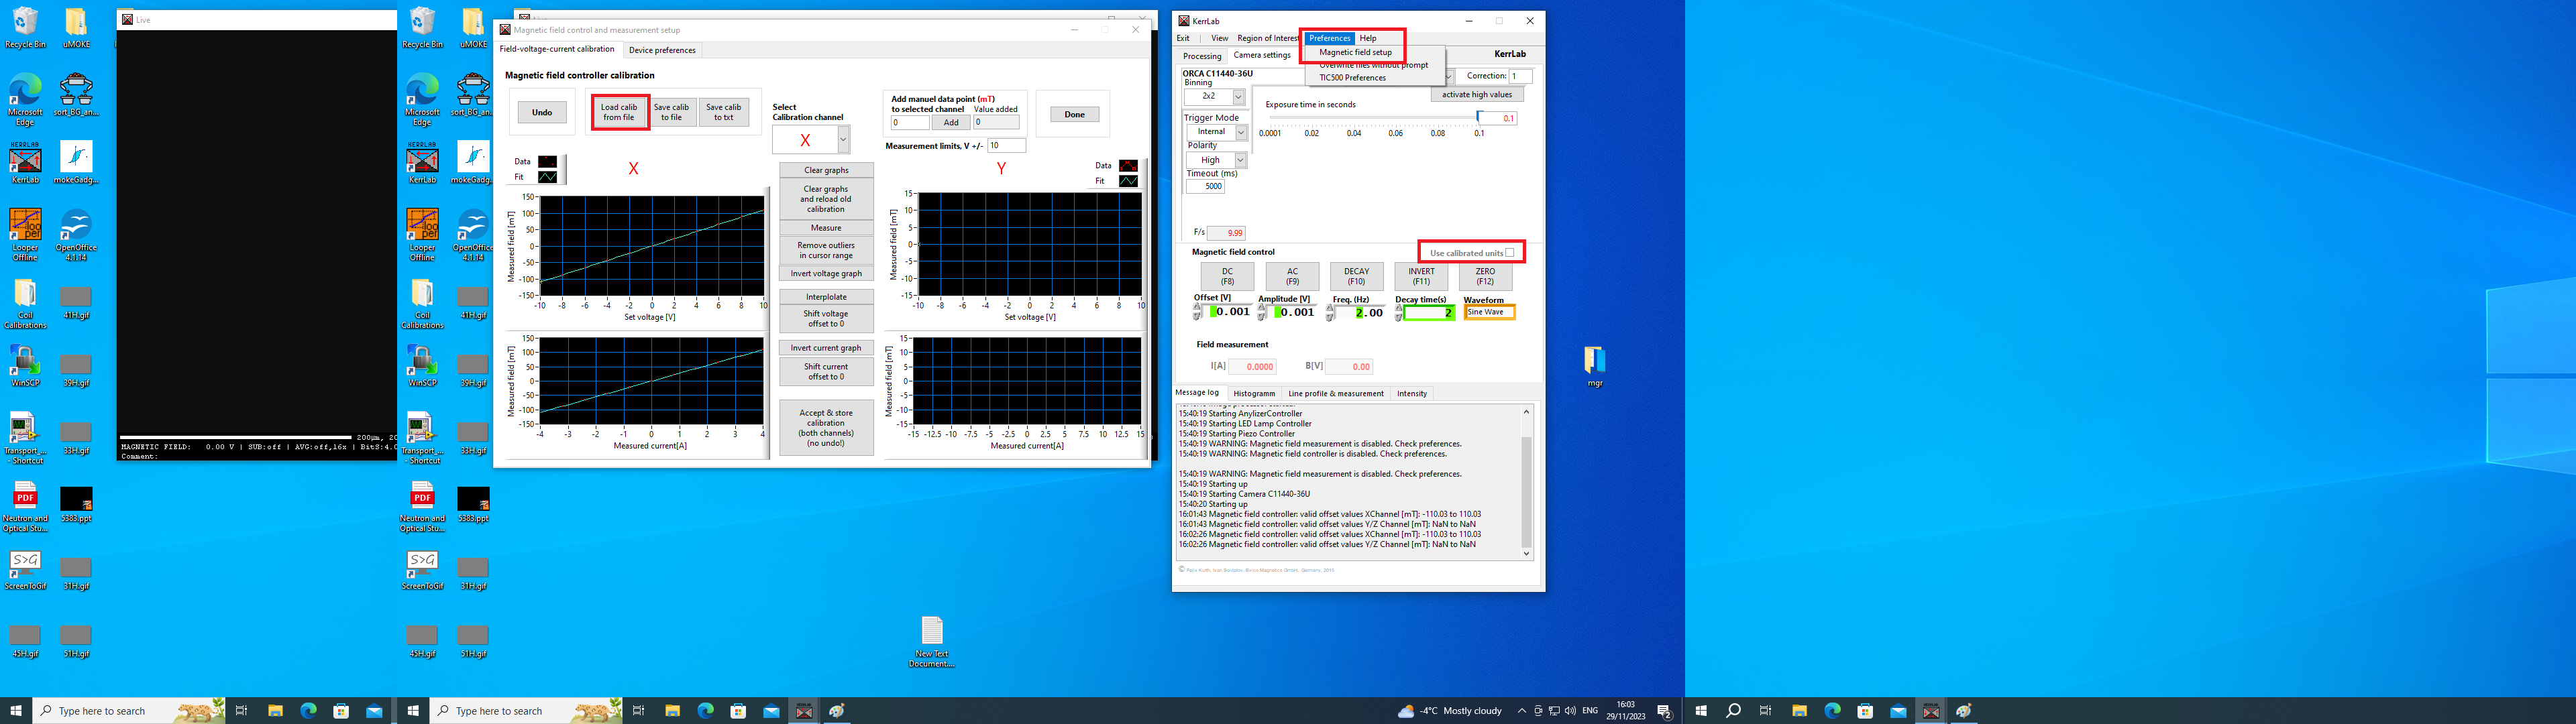 Recycle Bin
uMOKE
Microsoft
Edge
sort_BG_an...
KerrLab
mokeGadg...
Looper
Offline
OpenOffice
4.1.14
Coil
Calibrations
41H.gif
WinSCP
39H.gif
Transport_...
- Shortcut
33H.gif
Neutron and
Optical Stu...
5383.ppt
ScreenToGif
31H.gif
45H.gif
51H.gif
Live
200µm, 20
MAGNETIC FIELD: 0.00 V | SUB:off | AVG:off,16x | BitS:4.0
Comment:
Recycle Bin
uMOKE
Microsoft
Edge
sort_BG_an...
KerrLab
mokeGadg...
Looper
Offline
OpenOffice
4.1.14
Coil
Calibrations
41H.gif
WinSCP
39H.gif
Transport_...
- Shortcut
33H.gif
Neutron and
Optical Stu...
5383.ppt
ScreenToGif
31H.gif
45H.gif
51H.gif
Magnetic field control and measurement setup
Field-voltage-current calibration
Device preferences
Magnetic field controller calibration
Undo
Load calib
from file
Save calib
to file
Save calib
to txt
Select
Calibration channel
X
Add manuel data point (mT)
to selected channel Value added
0 Add 0
Measurement limits, V +/- 10
Done
Data
Fit
X
Y
Data
Fit
Clear graphs
Clear graphs
and reload old
calibration
Measure
Remove outliers
in cursor range
Invert voltage graph
Interplolate
Shift voltage
offset to 0
Invert current graph
Shift current
offset to 0
Accept & store
calibration
(both channels)
(no undo!)
Measured field [mT]
150
100
50
0
-50
-100
-150
-10 -8 -6 -4 -2 0 2 4 6 8 10
Set voltage [V]
Measured field [mT]
150
100
50
0
-50
-100
-150
-4 -3 -2 -1 0 1 2 3 4
Measured current[A]
Measured field [mT]
15
10
5
0
-5
-10
-15
-10 -8 -6 -4 -2 0 2 4 6 8 10
Set voltage [V]
Measured field [mT]
15
10
5
0
-5
-10
-15
-15 -12.5 -10 -7.5 -5 -2.5 0 2.5 5 7.5 10 12.5 15
Measured current[A]
KerrLab
Exit View Region of Interest Preferences Help
Magnetic field setup
Overwrite files without prompt
TIC500 Preferences
Processing Camera settings
KerrLab
ORCA C11440-36U
Correction: 1
Binning
2x2
activate high values
Exposure time in seconds
0.1
0.0001 0.02 0.04 0.06 0.08 0.1
Trigger Mode
Internal
Polarity
High
Timeout (ms)
5000
F/s 9.99
Magnetic field control
Use calibrated units
DC
(F8)
AC
(F9)
DECAY
(F10)
INVERT
(F11)
ZERO
(F12)
Offset [V] Amplitude [V] Freq. (Hz) Decay time(s) Waveform
0.001 0.001 2.00 2 Sine Wave
Field measurement
I[A] 0.0000 B[V] 0.00
Message log Histogramm Line profile & measurement Intensity
15:40:19 Starting AnylizerController
15:40:19 Starting LED Lamp Controller
15:40:19 Starting Piezo Controller
15:40:19 WARNING: Magnetic field measurement is disabled. Check preferences.
15:40:19 WARNING: Magnetic field controller is disabled. Check preferences.
15:40:19 WARNING: Magnetic field measurement is disabled. Check preferences.
15:40:19 Starting up
15:40:19 Starting Camera C11440-36U
15:40:20 Starting up
16:01:43 Magnetic field controller: valid offset values XChannel [mT]: -110.03 to 110.03
16:01:43 Magnetic field controller: valid offset values Y/Z Channel [mT]: NaN to NaN
16:02:26 Magnetic field controller: valid offset values XChannel [mT]: -110.03 to 110.03
16:02:26 Magnetic field controller: valid offset values Y/Z Channel [mT]: NaN to NaN
mgr
New Text
Document....
Type here to search
Type here to search
-4°C Mostly cloudy
ENG
16:03
29/11/2023
2